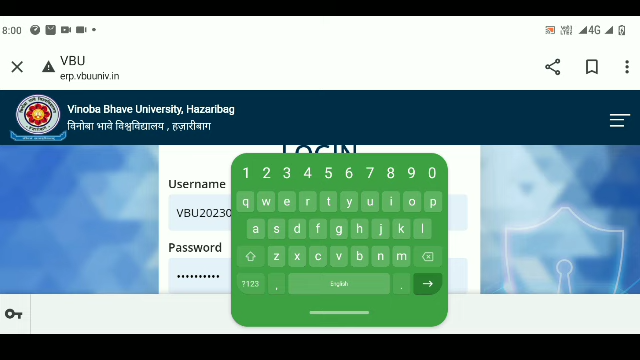 8:00
4G
VBU
erp.vbuuniv.in
Vinoba Bhave University, Hazaribag
विनोबा भावे विश्वविद्यालय , हज़ारीबाग
LOGIN
Username
VBU20230
Password
••••••••••
1 2 3 4 5 6 7 8 9 0
q w e r t y u i o p
a s d f g h j k l
z x c v b n m
?123 , English .